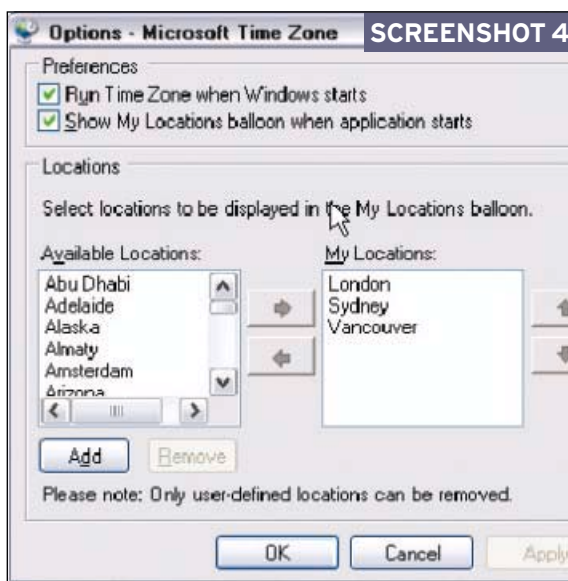 Options - Microsoft Time Zone
SCREENSHOT 4
Preferences
Run Time Zone when Windows starts
Show My Locations balloon when application starts
Locations
Select locations to be displayed in the My Locations balloon.
Available Locations:
My Locations:
Abu Dhabi
Adelaide
Alaska
Almaty
Amsterdam
Arizona
London
Sydney
Vancouver
Add
Remove
Please note: Only user-defined locations can be removed.
OK
Cancel
Apply